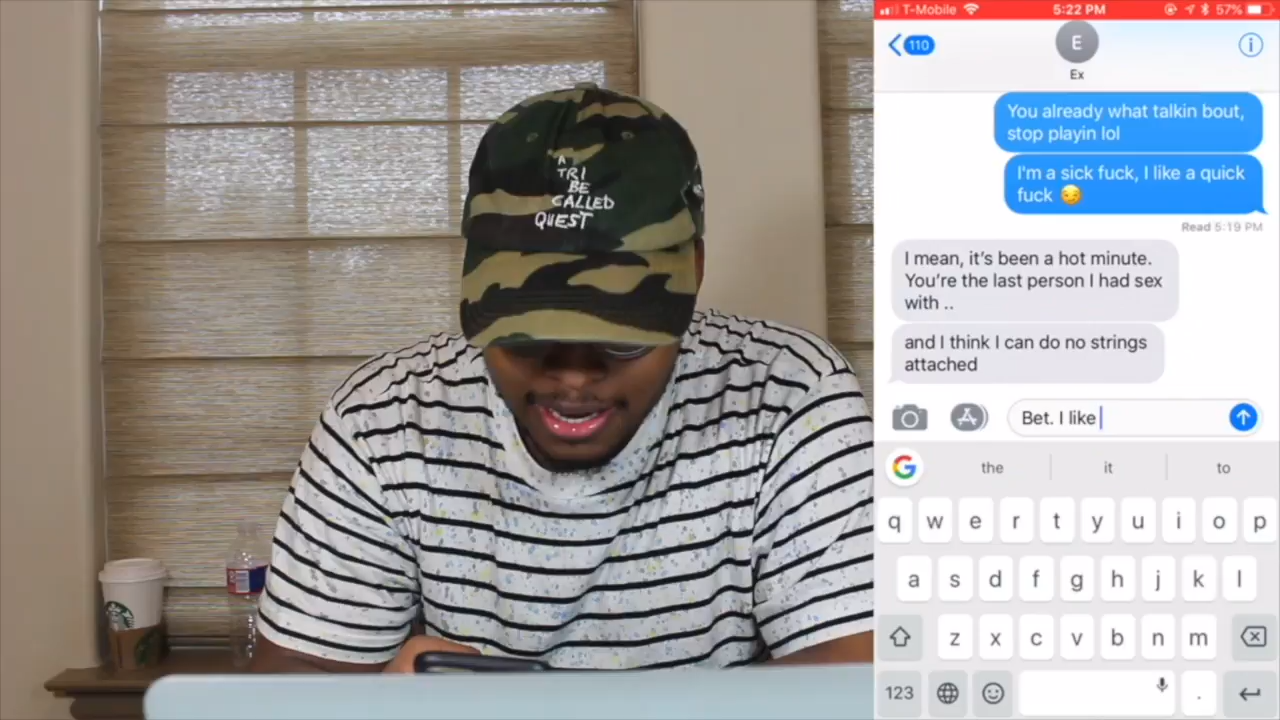 T-Mobile 5:22 PM 57%
110
E
Ex
A
TRI
BE
CALLED
QUEST
You already what talkin bout,
stop playin lol
I'm a sick fuck, I like a quick
fuck 😏
Read 5:19 PM
I mean, it's been a hot minute.
You're the last person I had sex
with ..
and I think I can do no strings
attached
Bet. I like
the it to
q w e r t y u i o p
a s d f g h j k l
z x c v b n m
123 .